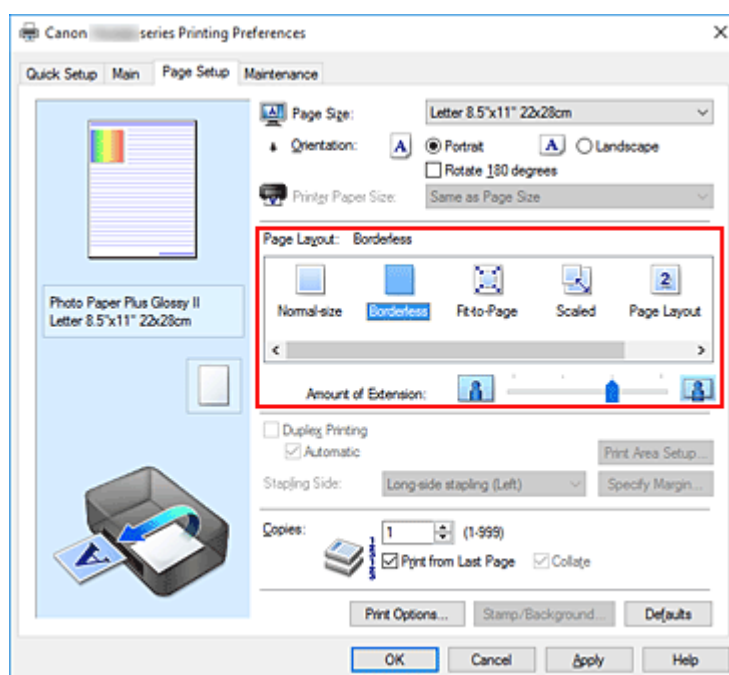 Canon series Printing Preferences
Quick Setup Main Page Setup Maintenance
Page Size: Letter 8.5"x11" 22x28cm
Orientation: A Portrait A Landscape
Rotate 180 degrees
Printer Paper Size: Same as Page Size
Page Layout: Borderless
2
Normal-size Borderless Fit-to-Page Scaled Page Layout
Photo Paper Plus Glossy II
Letter 8.5"x11" 22x28cm
Amount of Extension:
Duplex Printing
Automatic Print Area Setup...
Stapling Side: Long-side stapling (Left) Specify Margin...
Copies: 1 (1-999)
Print from Last Page Collate
A
Print Options... Stamp/Background... Defaults
OK Cancel Apply Help